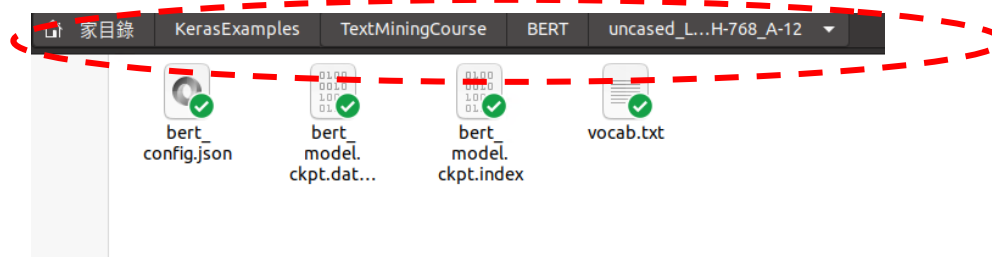 家目錄 KerasExamples TextMiningCourse BERT uncased_L...H-768_A-12
bert_
config.json
bert_
model.
ckpt.dat...
bert_
model.
ckpt.index
vocab.txt